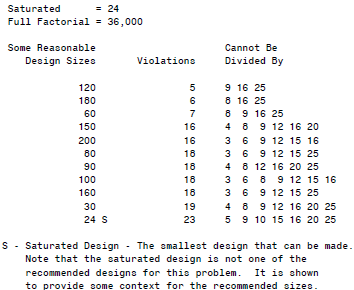 Saturated = 24
Full Factorial = 36,000
Some Reasonable Cannot Be
Design Sizes Violations Divided By
120 5 9 16 25
180 6 8 16 25
60 7 8 9 16 25
150 16 4 8 9 12 16 20
200 16 3 6 9 12 15 16
80 18 3 6 9 12 15 25
90 18 4 8 12 16 20 25
100 18 3 6 8 9 12 15 16
160 18 3 6 9 12 15 25
30 19 4 8 9 12 16 20 25
24 S 23 5 9 10 15 16 20 25
S - Saturated Design - The smallest design that can be made.
Note that the saturated design is not one of the
recommended designs for this problem. It is shown
to provide some context for the recommended sizes.